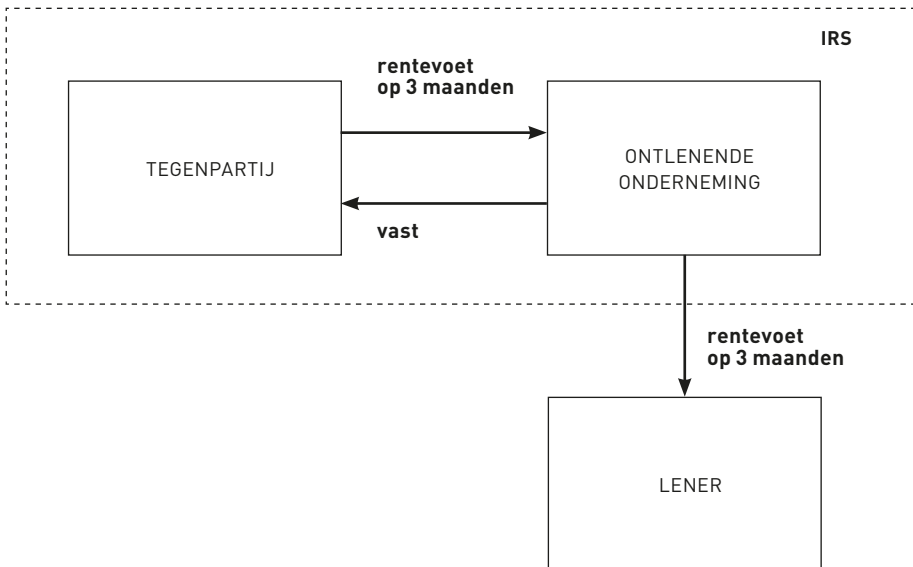 IRS
rentevoet
op 3 maanden
TEGENPARTIJ
ONTLENENDE
ONDERNEMING
vast
rentevoet
op 3 maanden
LENER